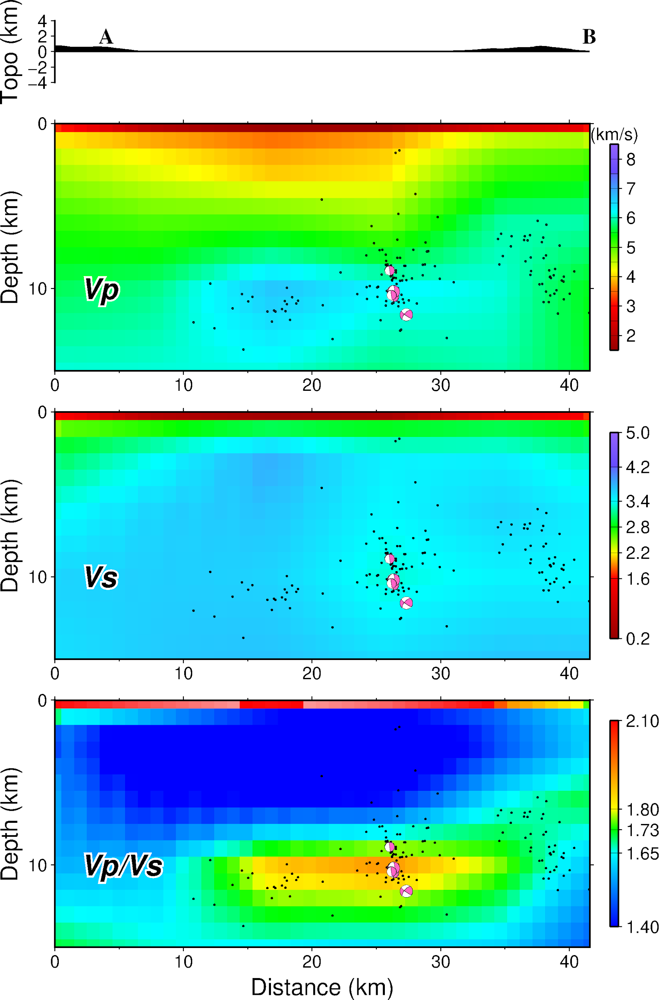 Topo (km)
4
2
0
−2
−4
A
B
Depth (km)
0
10
Vp
0 10 20 30 40
(km/s)
8
7
6
5
4
3
2
Depth (km)
0
10
Vs
0 10 20 30 40
5.0
4.2
3.4
2.8
2.2
1.6
0.2
Depth (km)
0
10
Vp/Vs
0 10 20 30 40
2.10
1.80
1.73
1.65
1.40
Distance (km)